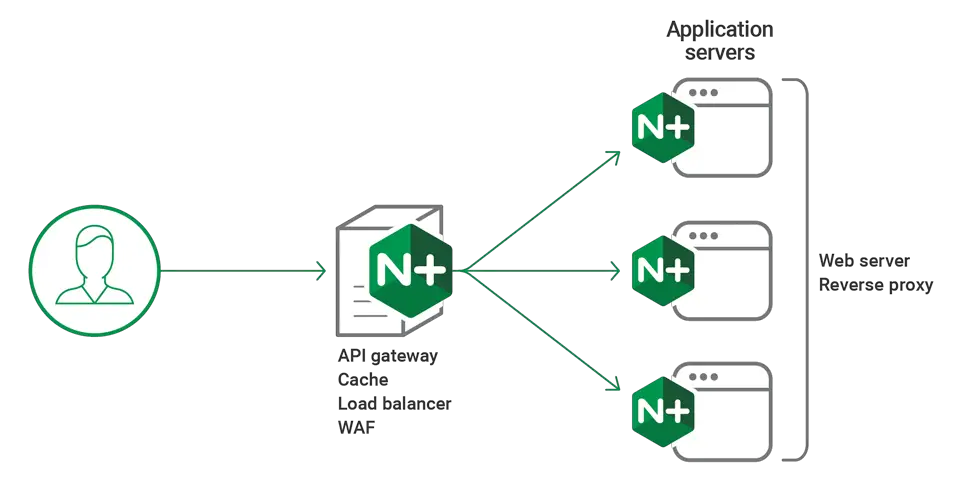 Application
servers
N+
N+
N+
N+
API gateway
Cache
Load balancer
WAF
Web server
Reverse proxy